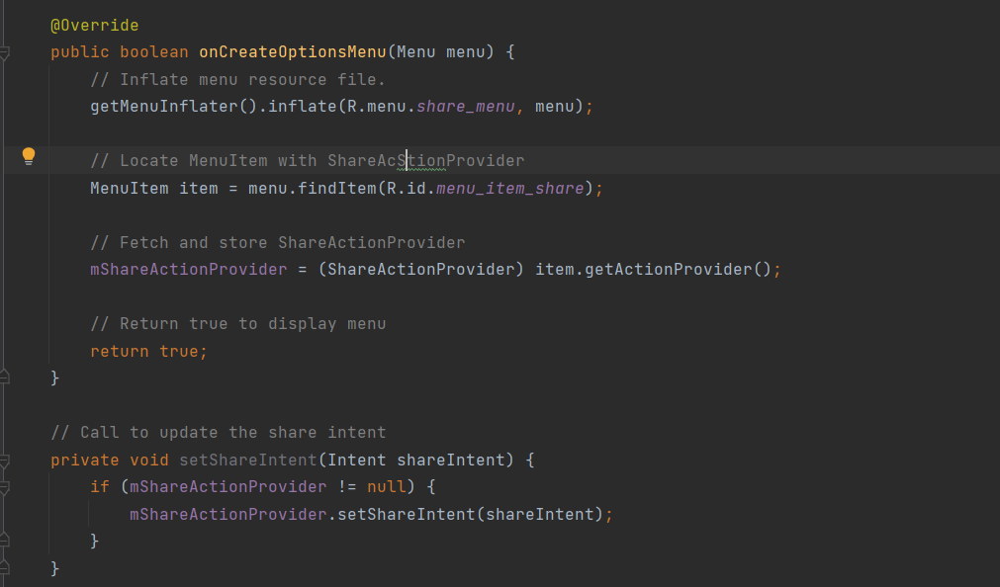 @Override
public boolean onCreateOptionsMenu(Menu menu) {
    // Inflate menu resource file.
    getMenuInflater().inflate(R.menu.share_menu, menu);

    // Locate MenuItem with ShareAcStionProvider
    MenuItem item = menu.findItem(R.id.menu_item_share);

    // Fetch and store ShareActionProvider
    mShareActionProvider = (ShareActionProvider) item.getActionProvider();

    // Return true to display menu
    return true;
}

// Call to update the share intent
private void setShareIntent(Intent shareIntent) {
    if (mShareActionProvider != null) {
        mShareActionProvider.setShareIntent(shareIntent);
    }
}